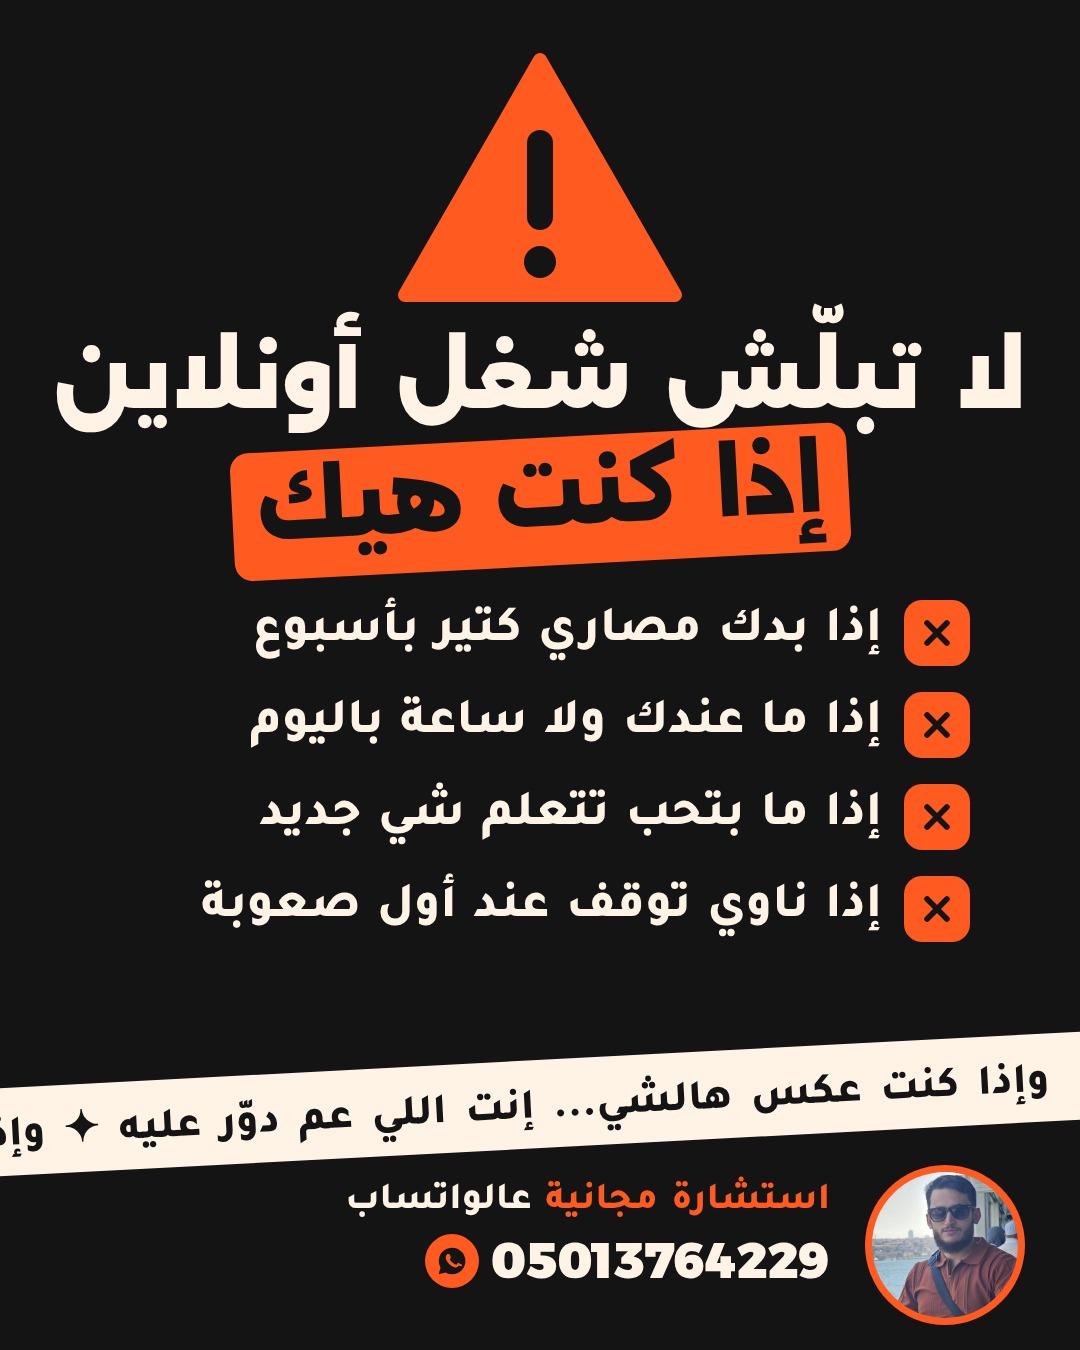 لا تبلّش شغل أونلاين
إذا كنت هيك
إذا بدك مصاري كتير بأسبوع
إذا ما عندك ولا ساعة باليوم
إذا ما بتحب تتعلم شي جديد
إذا ناوي توقف عند أول صعوبة
وإذا كنت عكس هالشي... إنت اللي عم دوّر عليه ✦
استشارة مجانية عالواتساب
05013764229